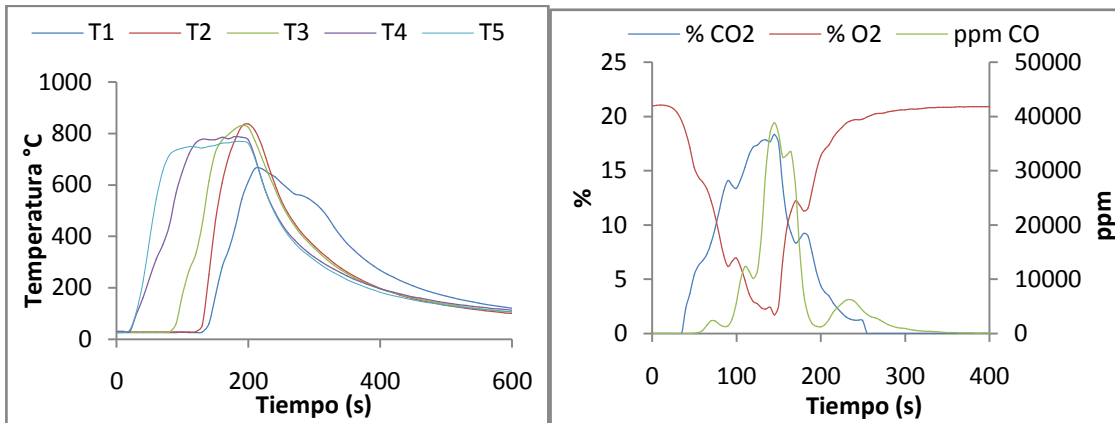 T1 T2 T3 T4 T5
1000
800
600
400
200
0
Temperatura °C
0 200 400 600
Tiempo (s)
% CO2 % O2 ppm CO
25
20
15
10
5
0
%
50000
40000
30000
20000
10000
0
ppm
0 100 200 300 400
Tiempo (s)